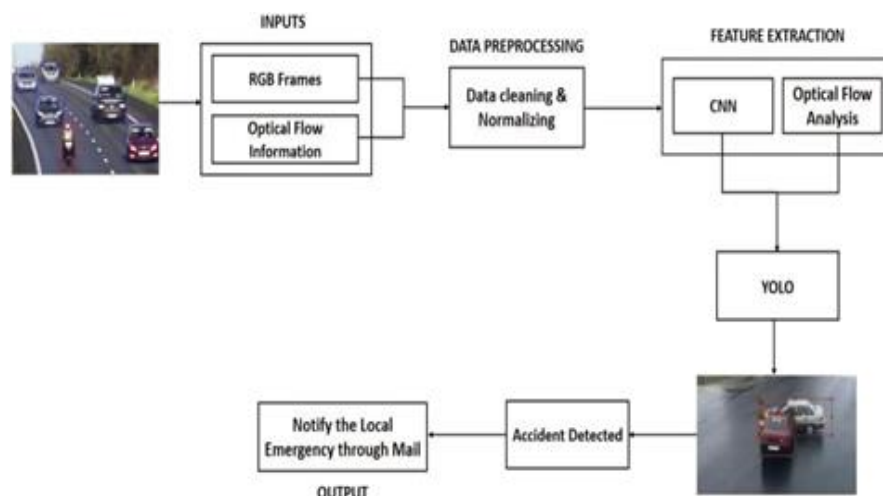 INPUTS
RGB Frames
Optical Flow
Information
DATA PREPROCESSING
Data cleaning &
Normalizing
FEATURE EXTRACTION
CNN
Optical Flow
Analysis
YOLO
Accident Detected
Notify the Local
Emergency through Mail
OUTPUT